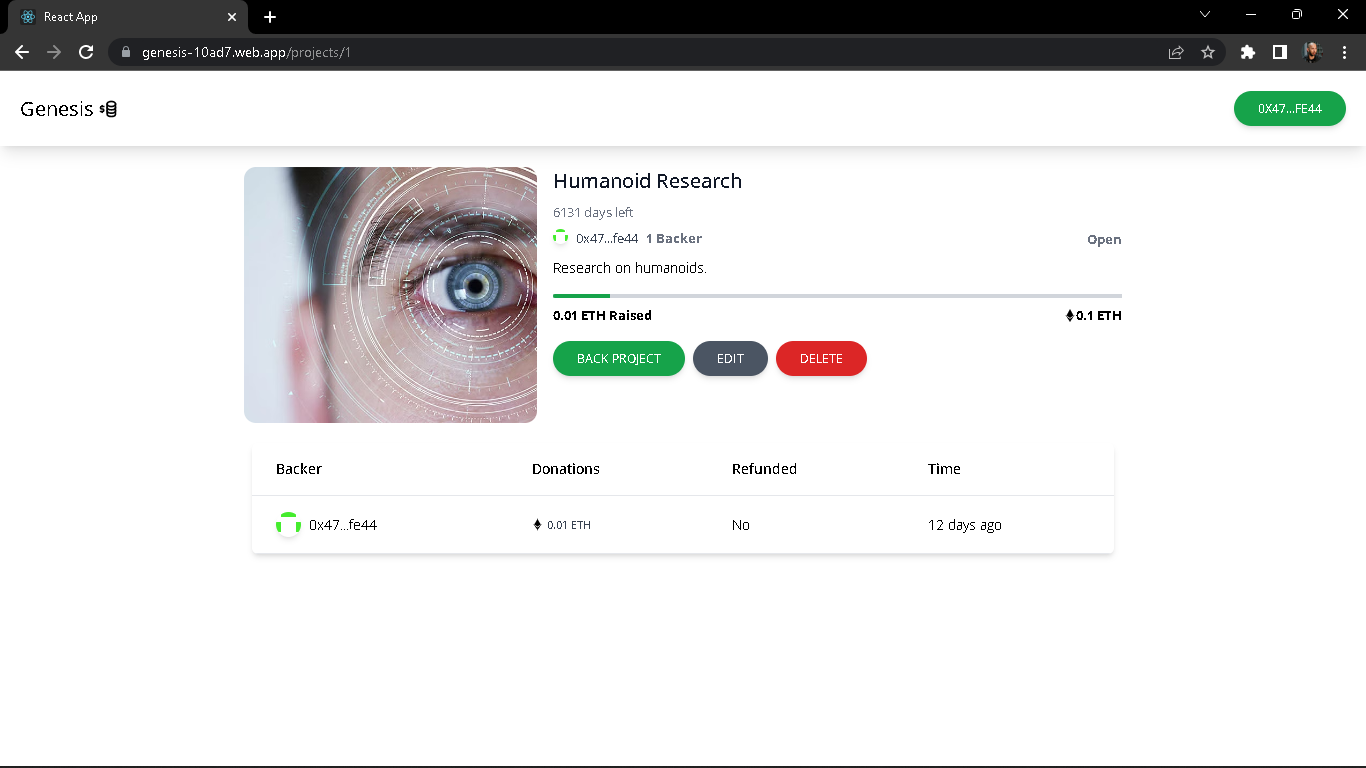 React App
genesis-10ad7.web.app/projects/1
Genesis
0X47...FE44
Humanoid Research
6131 days left
0x47...fe44 1 Backer Open
Research on humanoids.
0.01 ETH Raised 0.1 ETH
BACK PROJECT EDIT DELETE
Backer Donations Refunded Time
0x47...fe44 0.01 ETH No 12 days ago